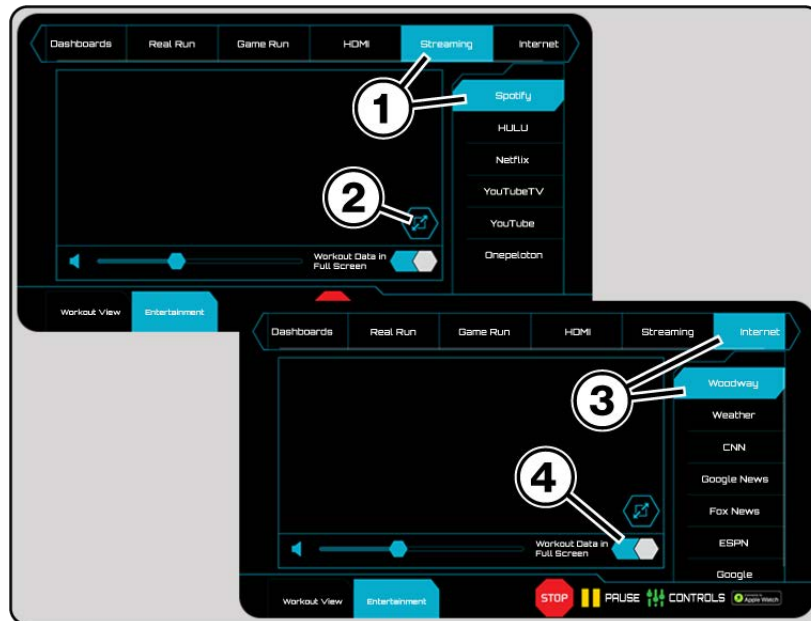 Dashboards Real Run Game Run HDMI Streaming Internet
1
Spotify
HULU
Netflix
2
YouTubeTV
YouTube
Workout Data in
Full Screen
Onepeloton
Workout View Entertainment
Dashboards Real Run Game Run HDMI Streaming Internet
3
Woodway
Weather
CNN
4
Google News
Fox News
Workout Data in
Full Screen
ESPN
Google
Workout View Entertainment STOP PAUSE CONTROLS Apple Watch